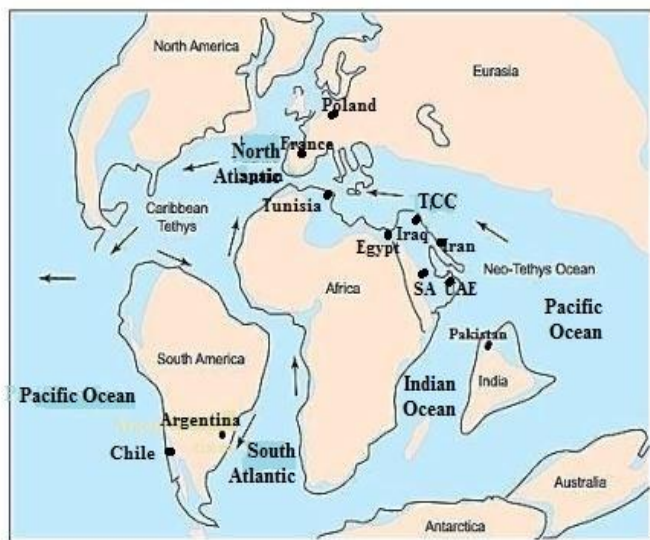 North America
Eurasia
Poland
France
North
Atlantic
Tunisia
TCC
Caribbean
Tethys
Egypt
Iraq
Iran
Neo-Tethys Ocean
Africa
SA UAE
Pacific
Ocean
Pakistan
South America
India
Indian
Ocean
Pacific Ocean
Argentina
Chile
South
Atlantic
Australia
Antarctica